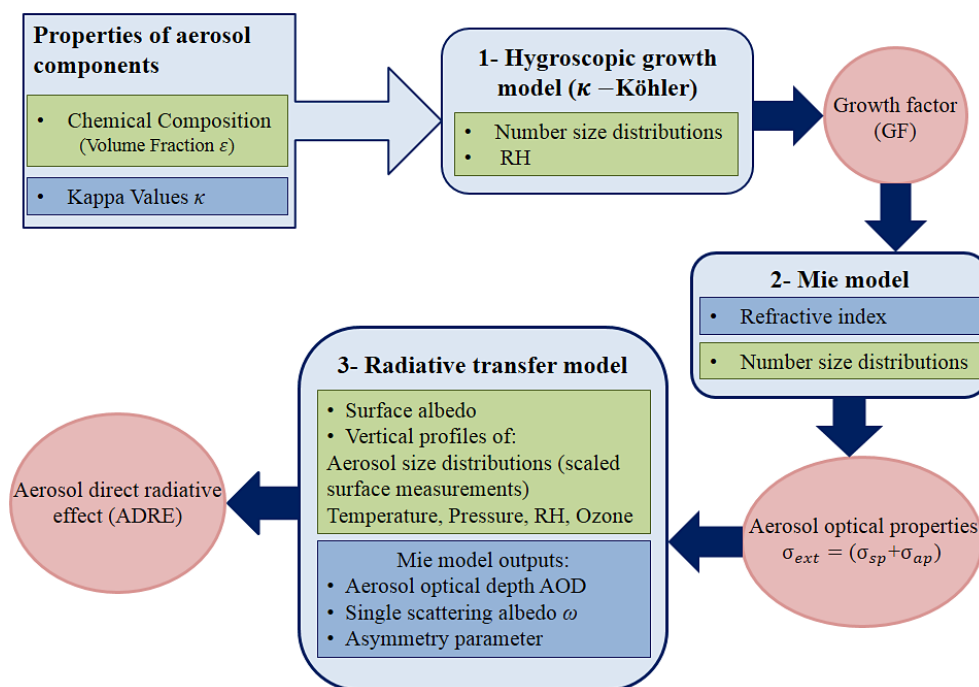 Properties of aerosol
components
• Chemical Composition
(Volume Fraction ε)
• Kappa Values κ
1- Hygroscopic growth
model (κ −Köhler)
• Number size distributions
• RH
Growth factor
(GF)
2- Mie model
• Refractive index
• Number size distributions
Aerosol optical properties
σext = (σsp+σap)
3- Radiative transfer model
• Surface albedo
• Vertical profiles of:
Aerosol size distributions (scaled
surface measurements)
Temperature, Pressure, RH, Ozone
Mie model outputs:
• Aerosol optical depth AOD
• Single scattering albedo ω
• Asymmetry parameter
Aerosol direct radiative
effect (ADRE)